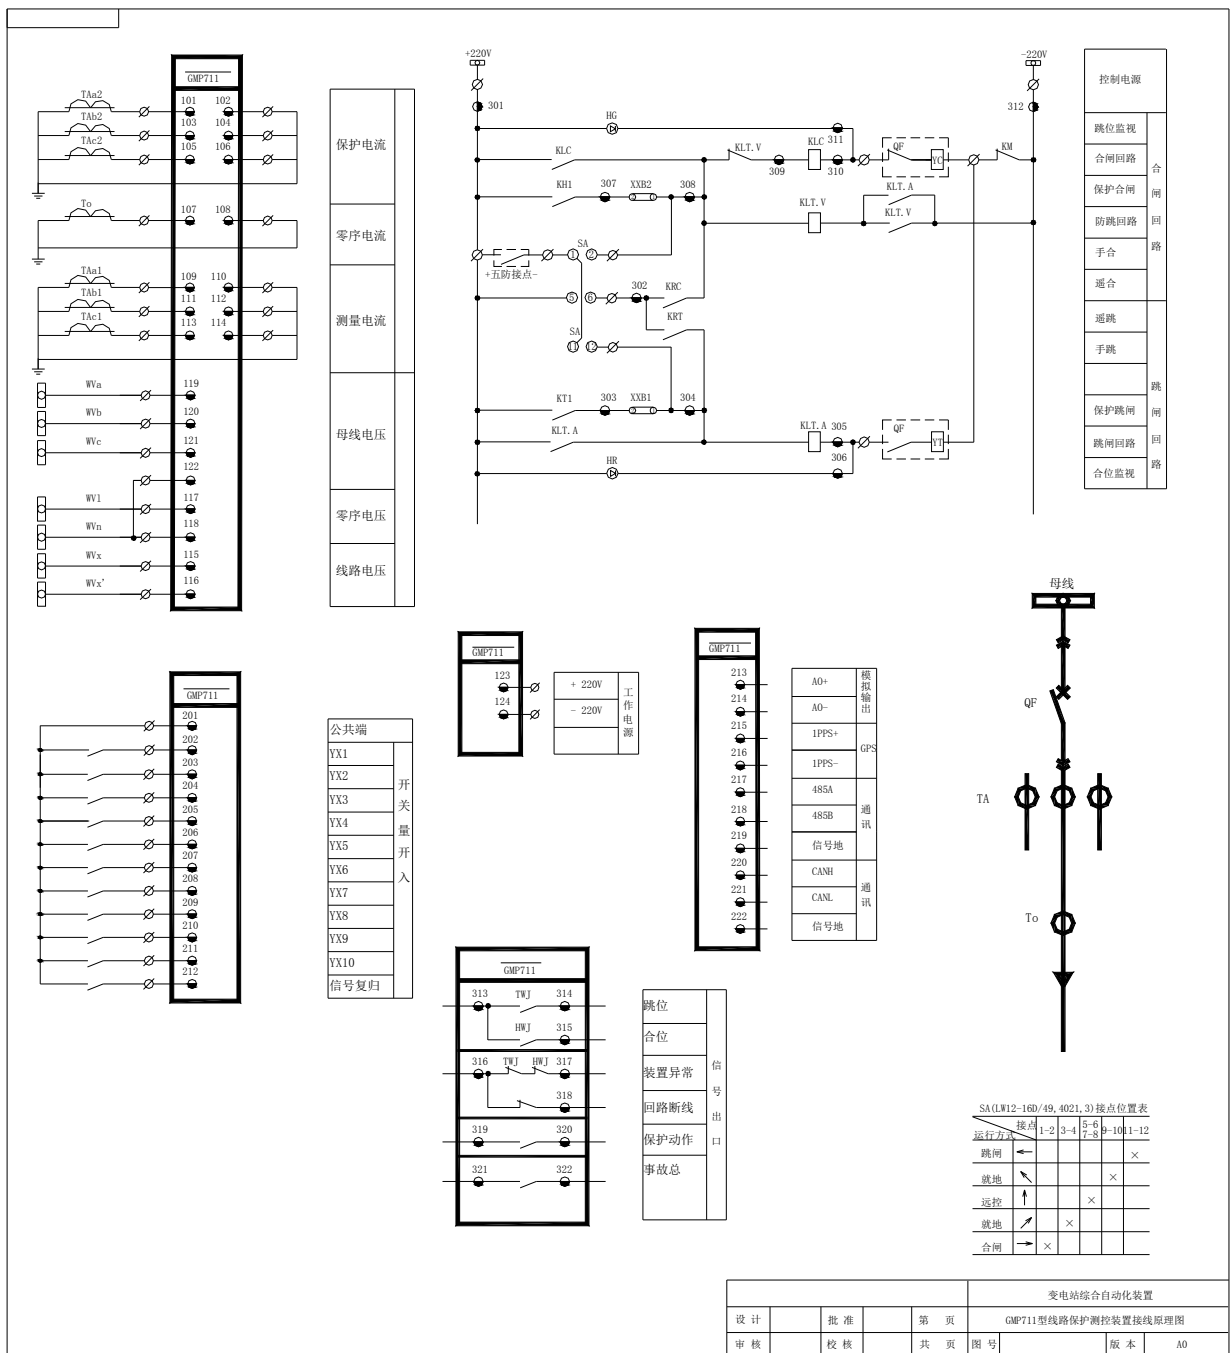 GMP711
TAa2
101 102
TAb2
103 104
TAc2
105 106
To
107 108
TAa1
109 110
TAb1
111 112
TAc1
113 114
WVa
119
WVb
120
WVc
121
122
WVl
117
WVn
118
WVx
115
WVx'
116
保护电流
零序电流
测量电流
母线电压
零序电压
线路电压
+220V
-220V
301
312
HG
311
KLC
KLT.V
309
KLC
310
QF
YC
KM
KH1
307
XXB2
308
KLT.V
KLT.A
KLT.V
SA
1 2
+五防接点-
5 6
302
KRC
KRT
SA
11 12
KT1
303
XXB1
304
KLT.A
KLT.A
305
QF
YT
HR
306
控制电源
跳位监视
合闸回路
保护合闸
防跳回路
手合
遥合
合闸回路
遥跳
手跳
保护跳闸
跳闸回路
合位监视
跳闸回路
GMP711
201
202
203
204
205
206
207
208
209
210
211
212
公共端
YX1
YX2
YX3
YX4
YX5
YX6
YX7
YX8
YX9
YX10
信号复归
开关量开入
GMP711
123
124
+ 220V
- 220V
工作电源
GMP711
213
214
215
216
217
218
219
220
221
222
AO+
AO-
模拟输出
1PPS+
1PPS-
GPS
485A
485B
信号地
通讯
CANH
CANL
信号地
通讯
GMP711
313 TWJ 314
HWJ 315
316 TWJ HWJ 317
318
319 320
321 322
跳位
合位
装置异常
回路断线
保护动作
事故总
信号出口
母线
QF
TA
To
SA(LW12-16D/49,4021,3)接点位置表
接点
运行方式
1-2 3-4 5-6 7-8 9-10 11-12
跳闸 ← ×
就地 ↖ ×
远控 ↑ ×
就地 ↗ ×
合闸 → ×
变电站综合自动化装置
设 计 批 准 第 页 GMP711型线路保护测控装置接线原理图
审 核 校 核 共 页 图 号 版 本 A0